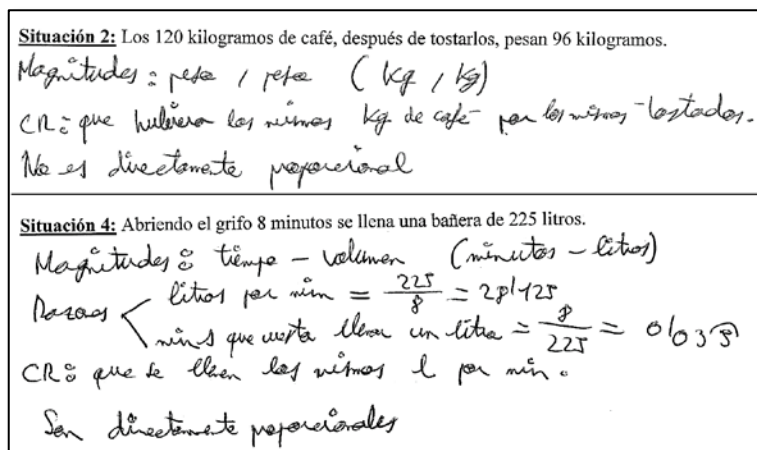 Situación 2: Los 120 kilogramos de café, después de tostarlos, pesan 96 kilogramos.
Magnitudes: peso / peso (kg / kg)
CR: que hubiera los mismos kg de café por los mismos tostados.
No es directamente proporcional
Situación 4: Abriendo el grifo 8 minutos se llena una bañera de 225 litros.
Magnitudes: tiempo - volumen (minutos - litros)
Razones < litros por min = 225/8 = 28'125
mins que cuesta llenar un litro = 8/225 = 0'035
CR: que se llenen los mismos l por min.
Son directamente proporcionales